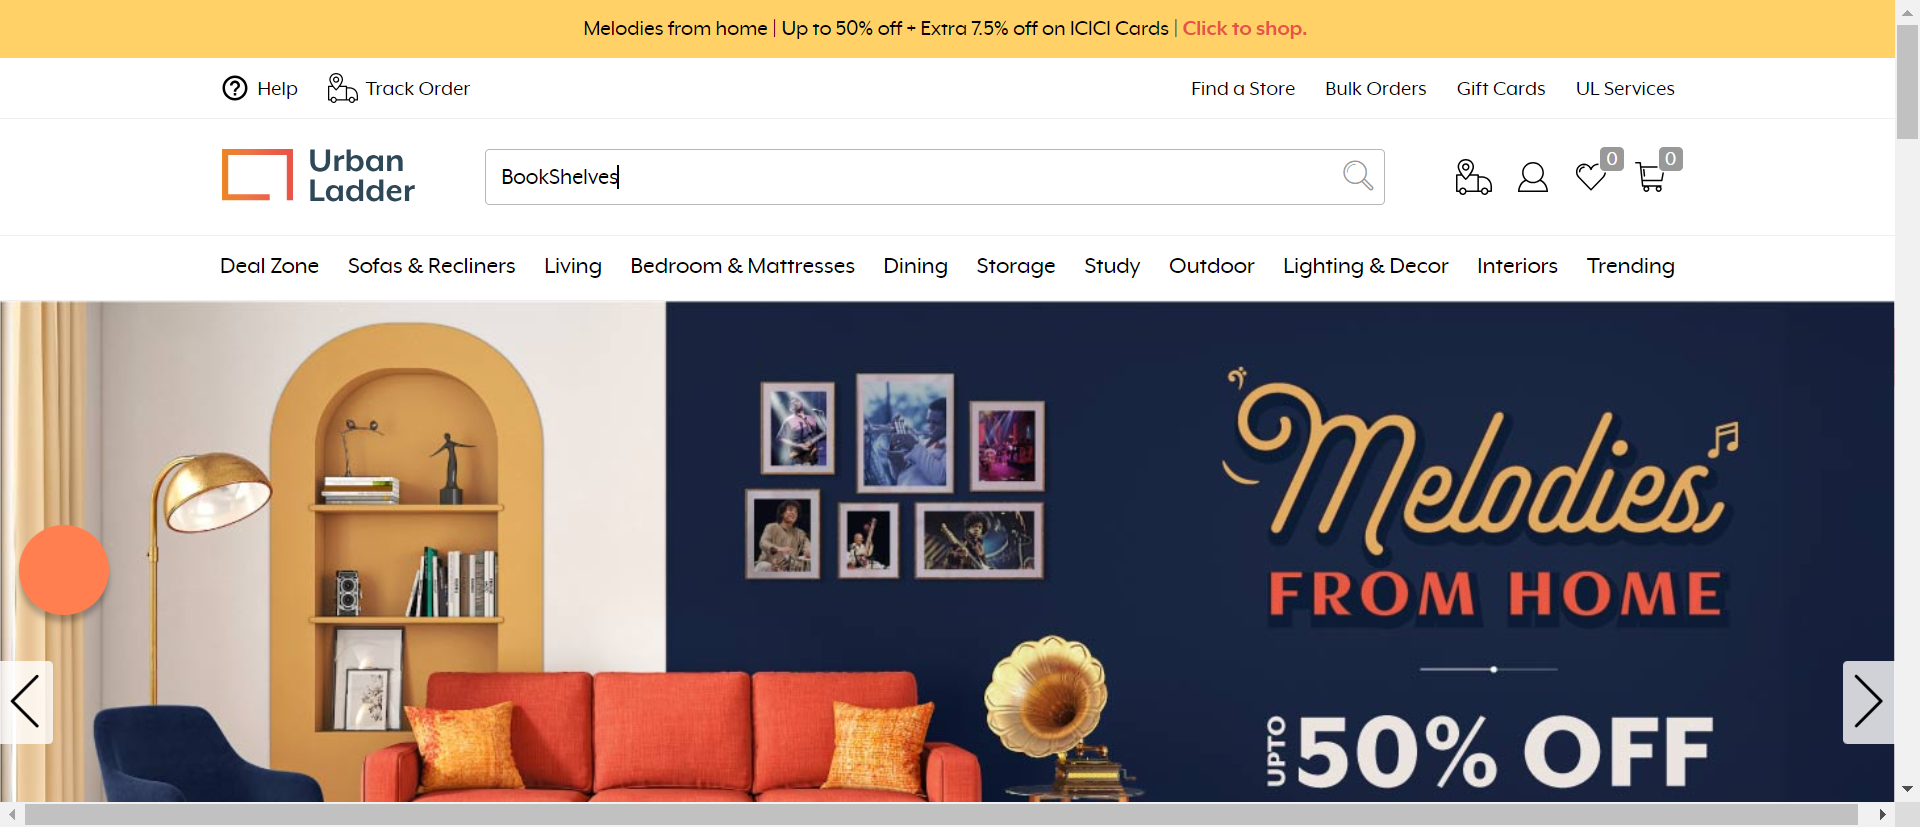 Melodies from home | Up to 50% off + Extra 7.5% off on ICICI Cards | Click to shop.
Help Track Order Find a Store Bulk Orders Gift Cards UL Services
Urban
Ladder
BookShelves
0 0
Deal Zone Sofas & Recliners Living Bedroom & Mattresses Dining Storage Study Outdoor Lighting & Decor Interiors Trending
Melodies
FROM HOME
UPTO 50% OFF